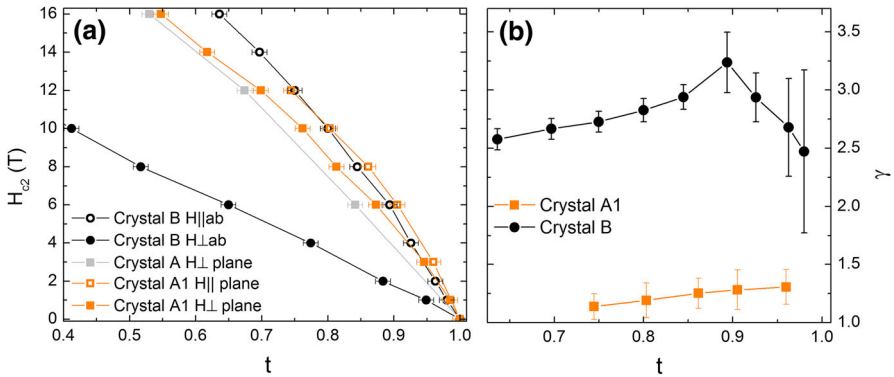 (a)
16
14
12
10
8
6
4
2
0
H_c2 (T)
Crystal B H||ab
Crystal B H⊥ab
Crystal A H⊥ plane
Crystal A1 H|| plane
Crystal A1 H⊥ plane
0.4 0.5 0.6 0.7 0.8 0.9 1.0
t
(b)
3.5
3.0
2.5
2.0
1.5
1.0
γ
Crystal A1
Crystal B
0.7 0.8 0.9 1.0
t